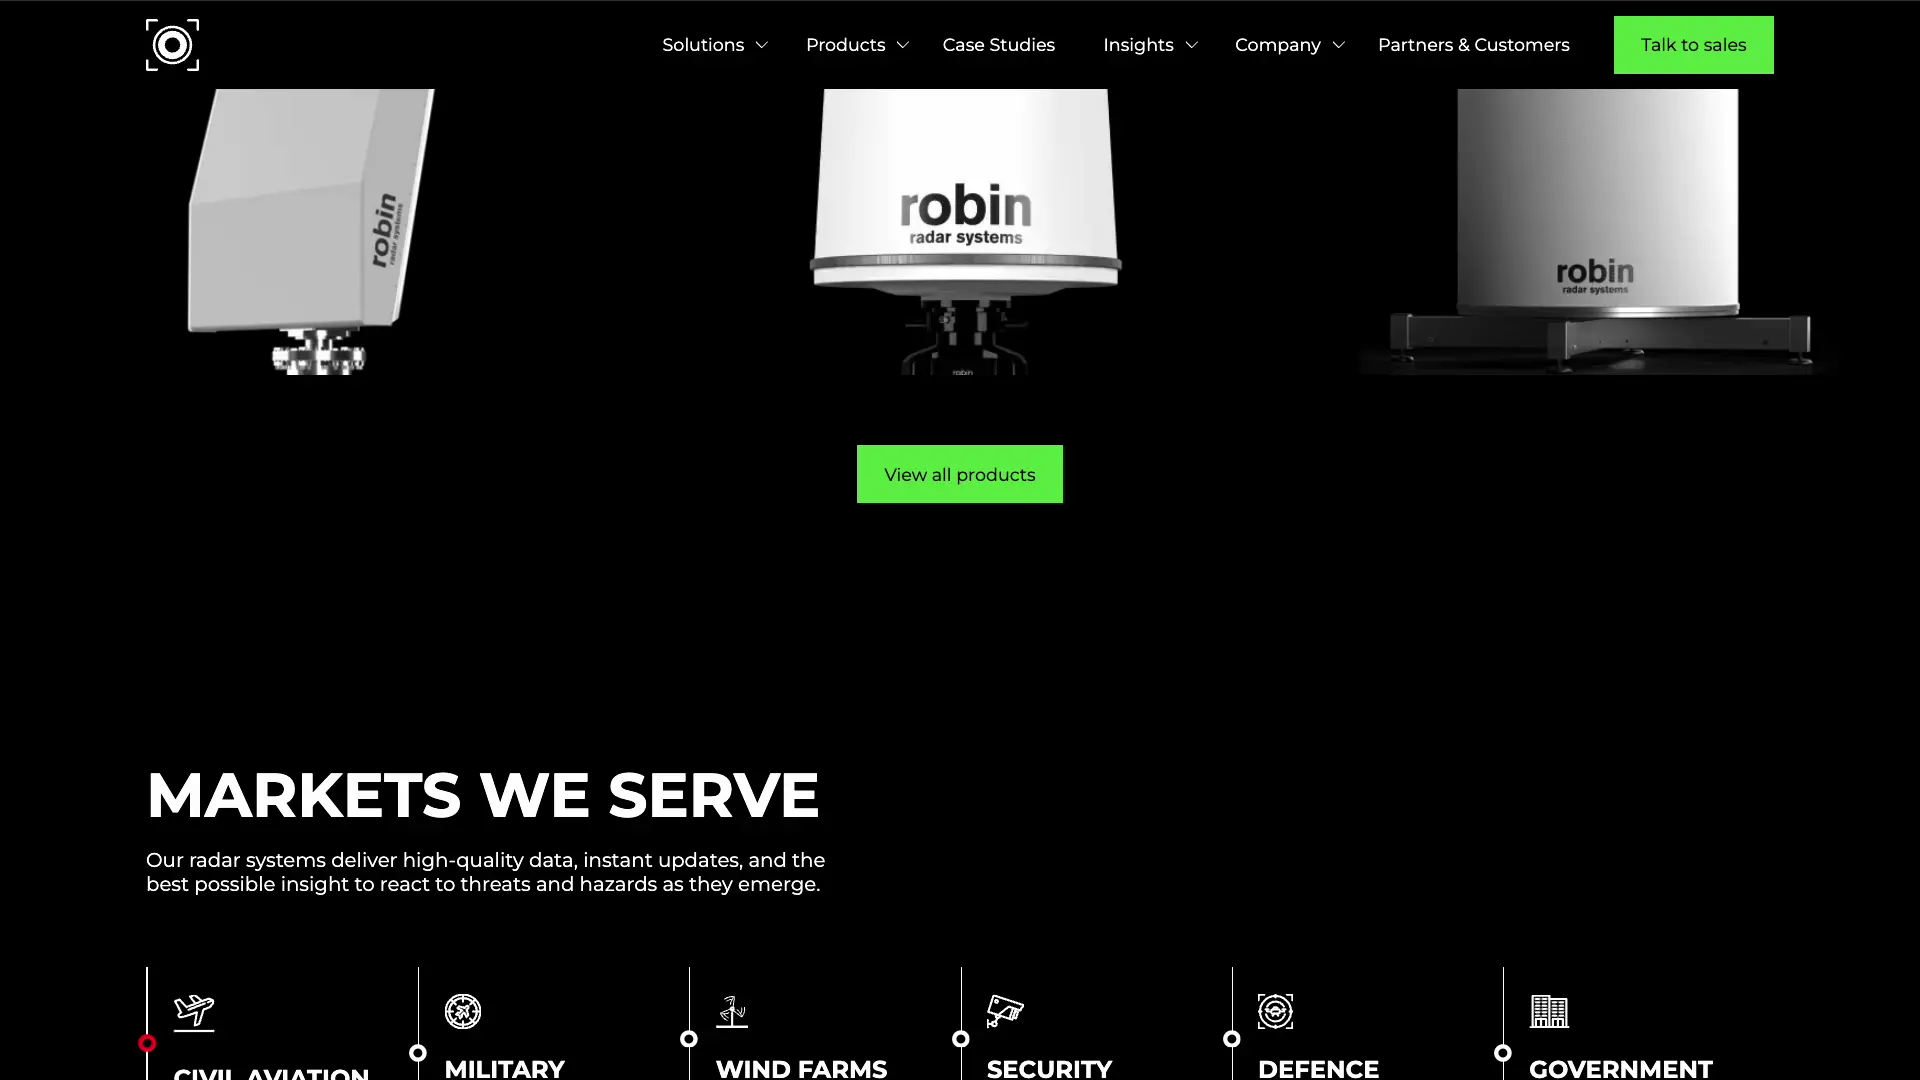 Solutions
Products
Case Studies
Insights
Company
Partners & Customers
Talk to sales
robin
radar systems
robin
radar systems
robin
radar systems
robin
View all products
MARKETS WE SERVE
Our radar systems deliver high-quality data, instant updates, and the
best possible insight to react to threats and hazards as they emerge.
CIVIL AVIATION
MILITARY
WIND FARMS
SECURITY
DEFENCE
GOVERNMENT